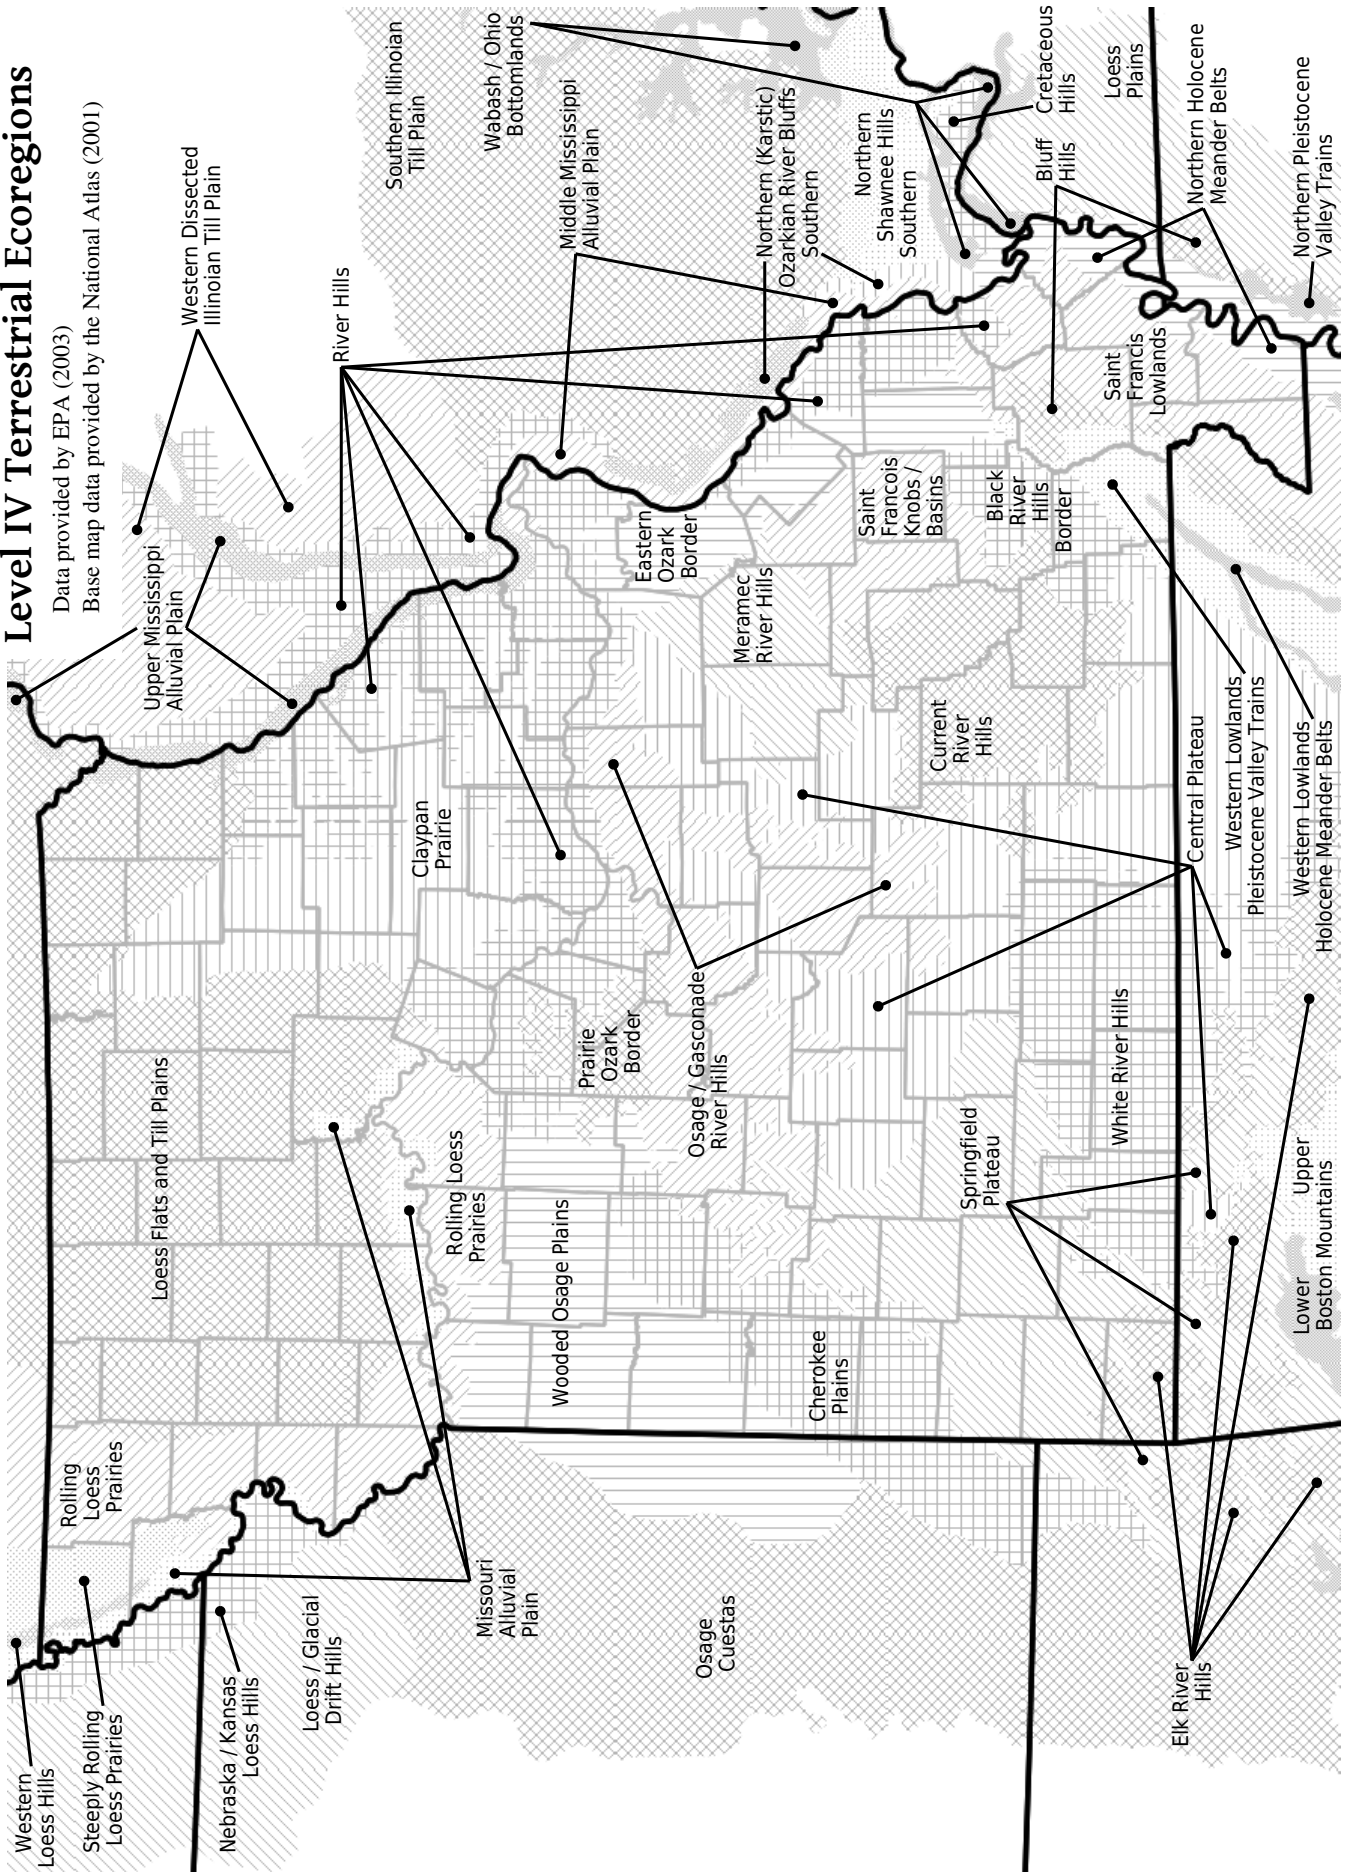 Level IV Terrestrial Ecoregions
Data provided by EPA (2003)
Base map data provided by the National Atlas (2001)
Western
Loess Hills
Steeply Rolling
Loess Prairies
Rolling
Loess
Prairies
Nebraska / Kansas
Loess Hills
Loess / Glacial
Drift Hills
Loess Flats and Till Plains
Upper Mississippi
Alluvial Plain
Western Dissected
Illinoian Till Plain
River Hills
Southern Illinoian
Till Plain
Wabash / Ohio
Bottomlands
Middle Mississippi
Alluvial Plain
Claypan
Prairie
Missouri
Alluvial
Plain
Rolling Loess
Rolling
Prairies
Wooded Osage Plains
Prairie
Ozark
Border
Eastern
Ozark
Border
Osage
Cuestas
Osage / Gasconade
River Hills
Meramec
River Hills
Northern (Karstic)
Ozarkian River Bluffs
Southern
Northern
Shawnee Hills
Southern
Cherokee
Plains
Saint
Francois
Knobs /
Basins
Current
River
Hills
Black
River
Hills
Border
Cretaceous
Hills
Bluff
Hills
Loess
Plains
Springfield
Plateau
White River Hills
Saint
Francis
Lowlands
Northern Holocene
Meander Belts
Northern Pleistocene
Valley Trains
Elk River
Hills
Central Plateau
Western Lowlands
Pleistocene Valley Trains
Western Lowlands
Holocene Meander Belts
Upper
Lower
Boston Mountains